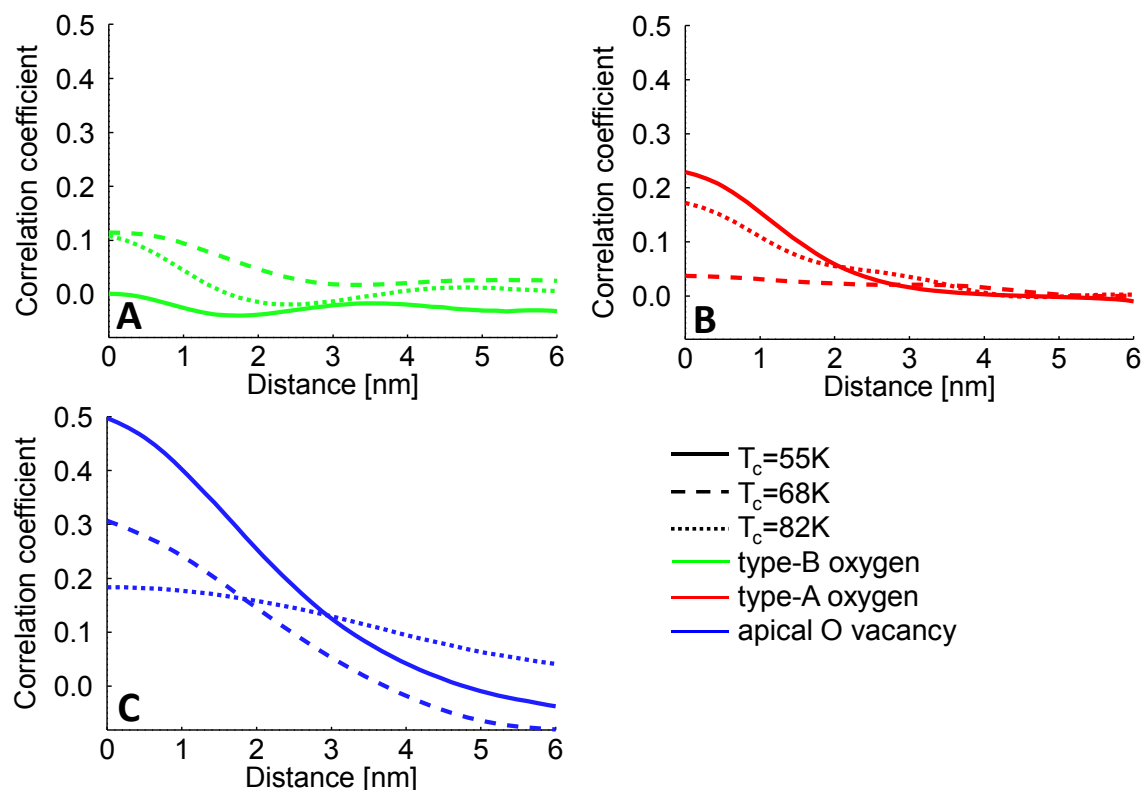 0.5
0.4
0.3
0.2
0.1
0.0
Correlation coefficient
A
0 1 2 3 4 5 6
Distance [nm]
0.5
0.4
0.3
0.2
0.1
0.0
Correlation coefficient
B
0 1 2 3 4 5 6
Distance [nm]
0.5
0.4
0.3
0.2
0.1
0.0
Correlation coefficient
C
0 1 2 3 4 5 6
Distance [nm]
Tc=55K
Tc=68K
Tc=82K
type-B oxygen
type-A oxygen
apical O vacancy